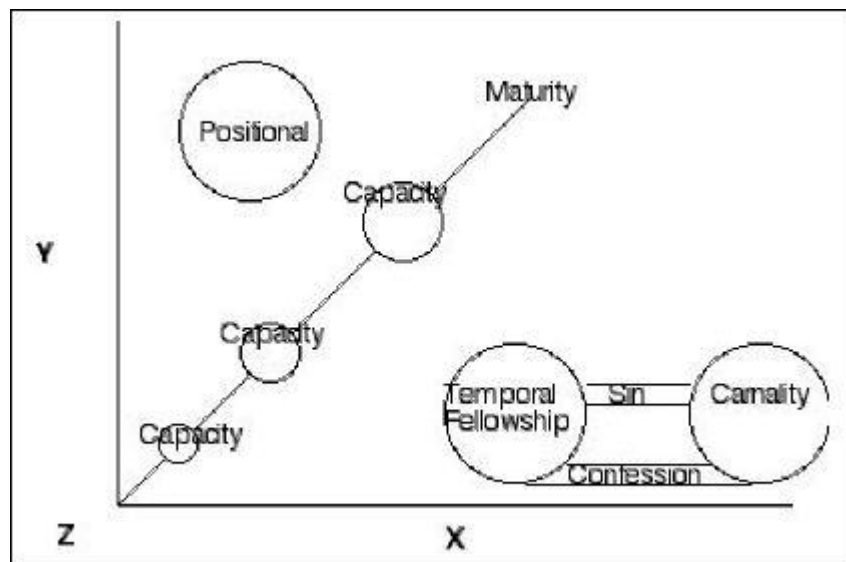 Maturity
Positional
Capacity
Y
Capacity
Temporal
Fellowship
Sin
Carnality
Capacity
Confession
Z
X